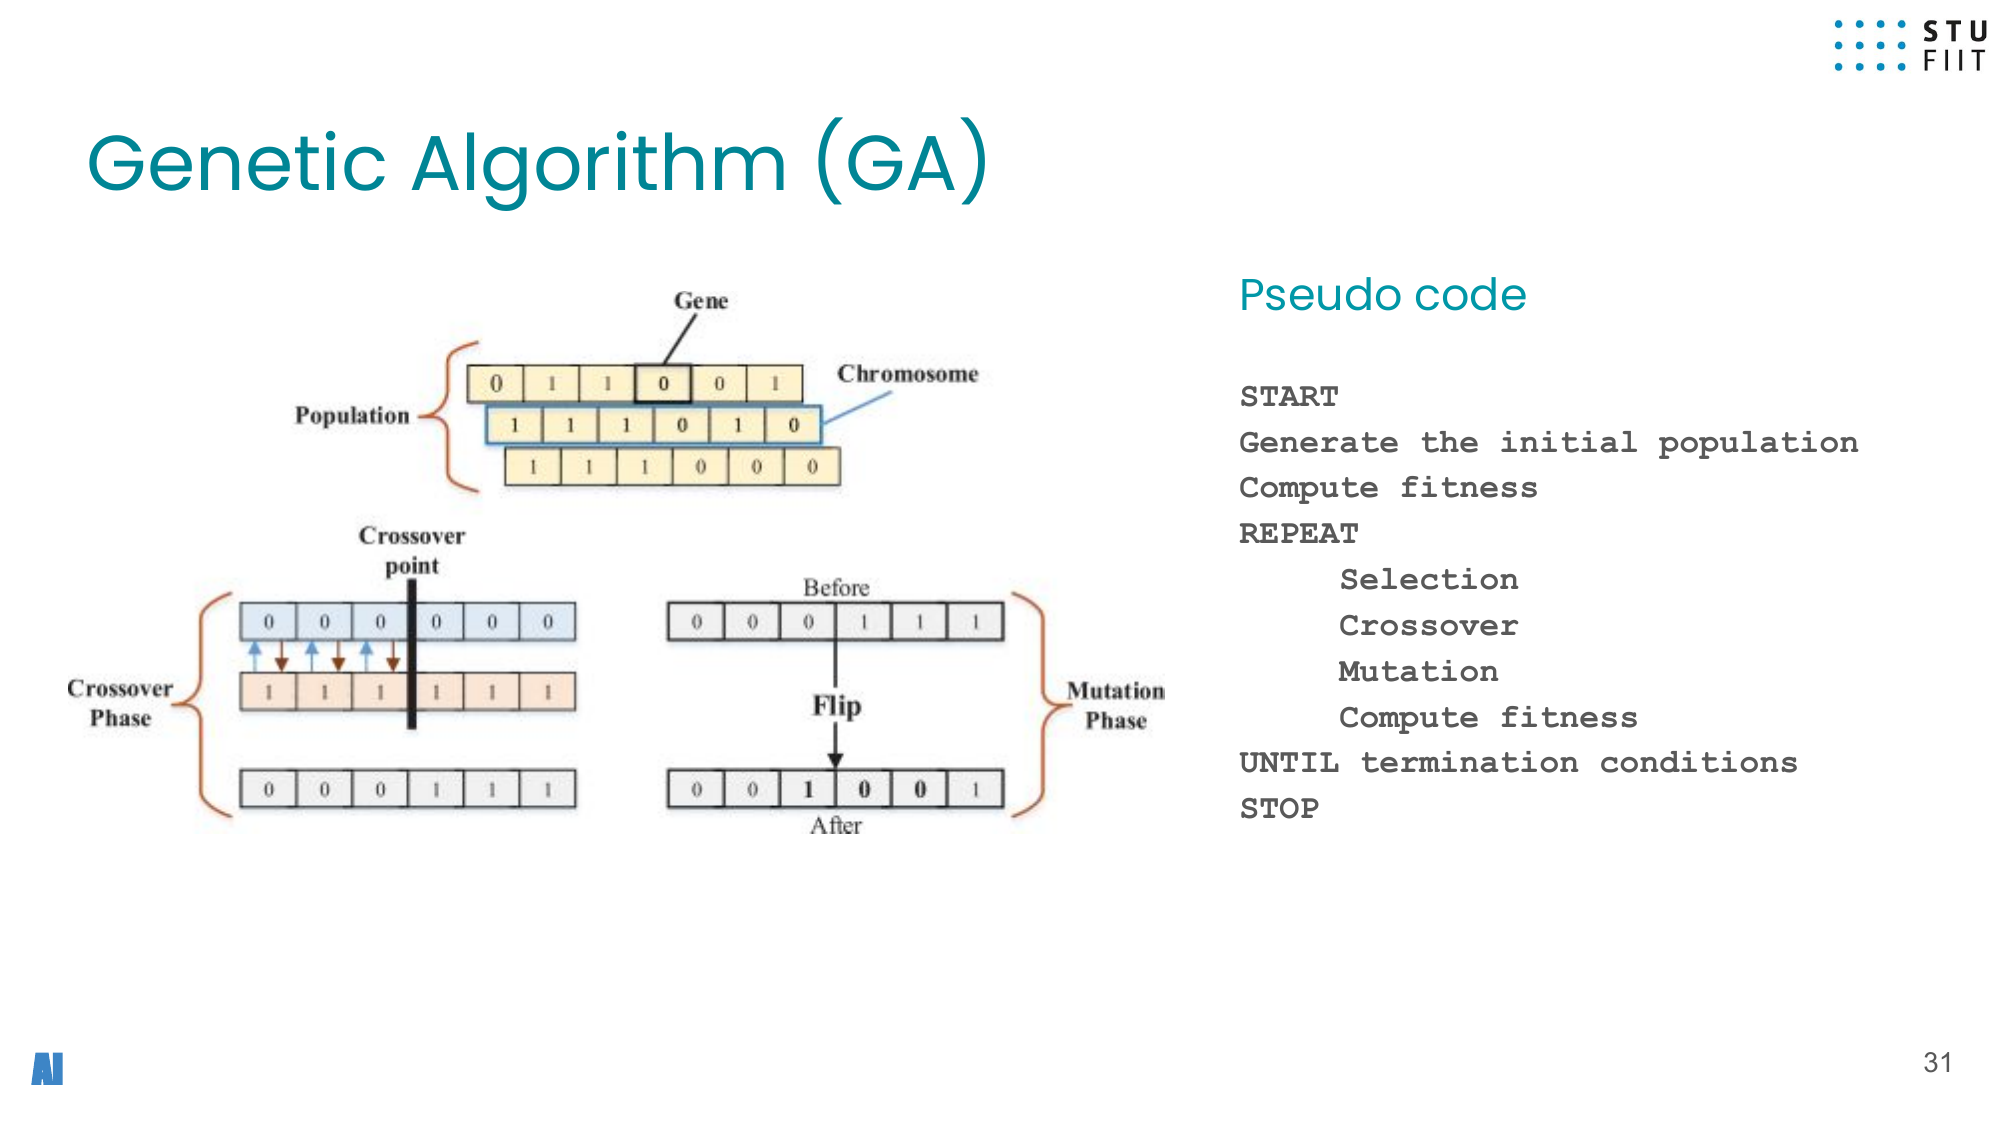 STU
FIIT
Genetic Algorithm (GA)
Gene
Chromosome
Population
0 1 1 0 0 1
1 1 1 0 1 0
1 1 1 0 0 0
Crossover
point
Crossover
Phase
0 0 0 0 0 0
1 1 1 1 1 1
0 0 0 1 1 1
Before
0 0 0 1 1 1
Flip
0 0 1 0 0 1
After
Mutation
Phase
Pseudo code
START
Generate the initial population
Compute fitness
REPEAT
Selection
Crossover
Mutation
Compute fitness
UNTIL termination conditions
STOP
AI
31